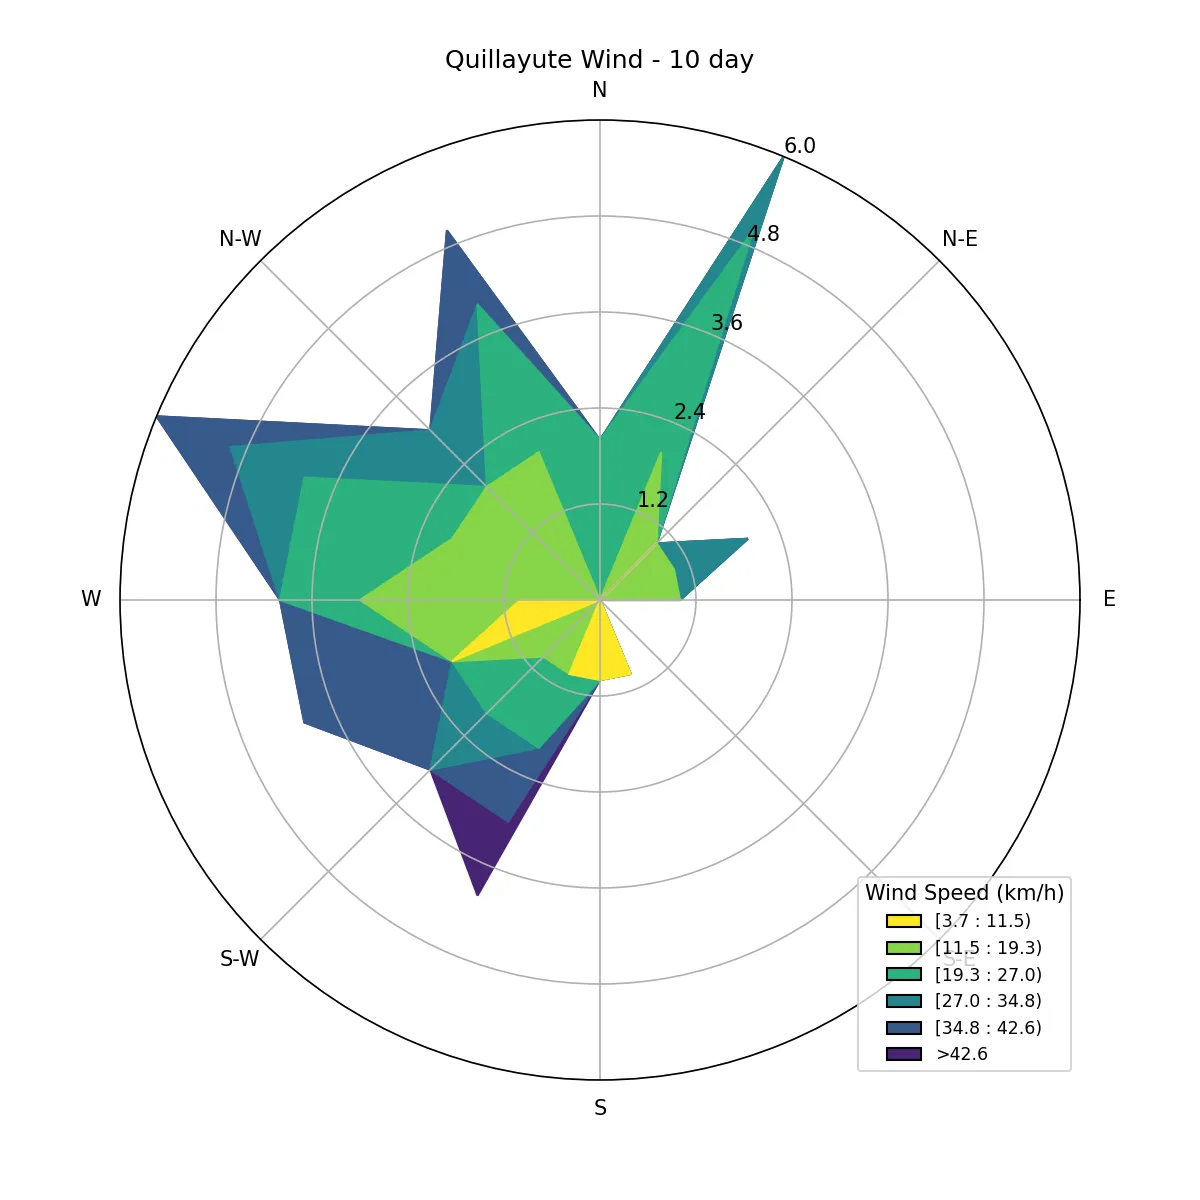 Quillayute Wind - 10 day
N
6.0
4.8
N-W
N-E
3.6
2.4
1.2
W
E
Wind Speed (km/h)
[3.7 : 11.5)
[11.5 : 19.3)
[19.3 : 27.0)
[27.0 : 34.8)
[34.8 : 42.6)
>42.6
S-W
S-E
S